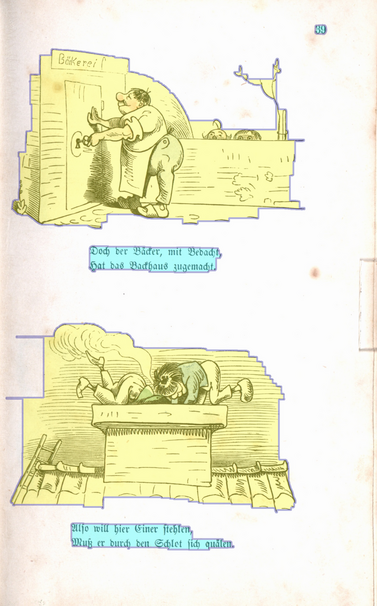 39
Bäkerei
Doch der Bäcker, mit Bedacht,
Hat das Backhaus zugemacht.
Also will hier Einer stehlen,
Muß er durch den Schlot sich quälen.